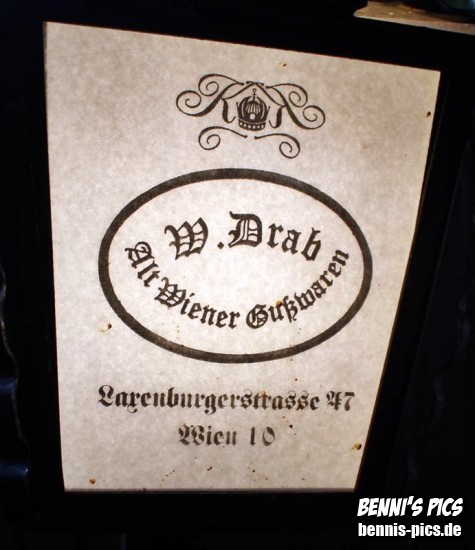 K K
W. Drab
Alt Wiener Gußwaren
Laxenburgerstrasse 47
Wien 10
BENNI'S PICS
bennis-pics.de